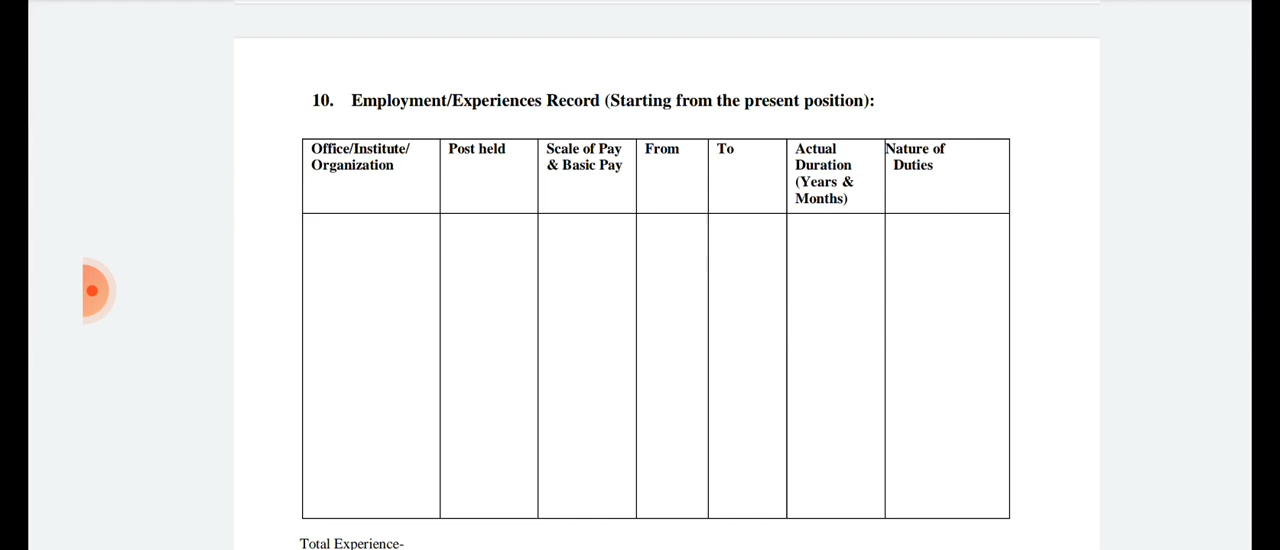 10. Employment/Experiences Record (Starting from the present position):
Office/Institute/
Organization
Post held
Scale of Pay
& Basic Pay
From
To
Actual
Duration
(Years &
Months)
Nature of
Duties
Total Experience-